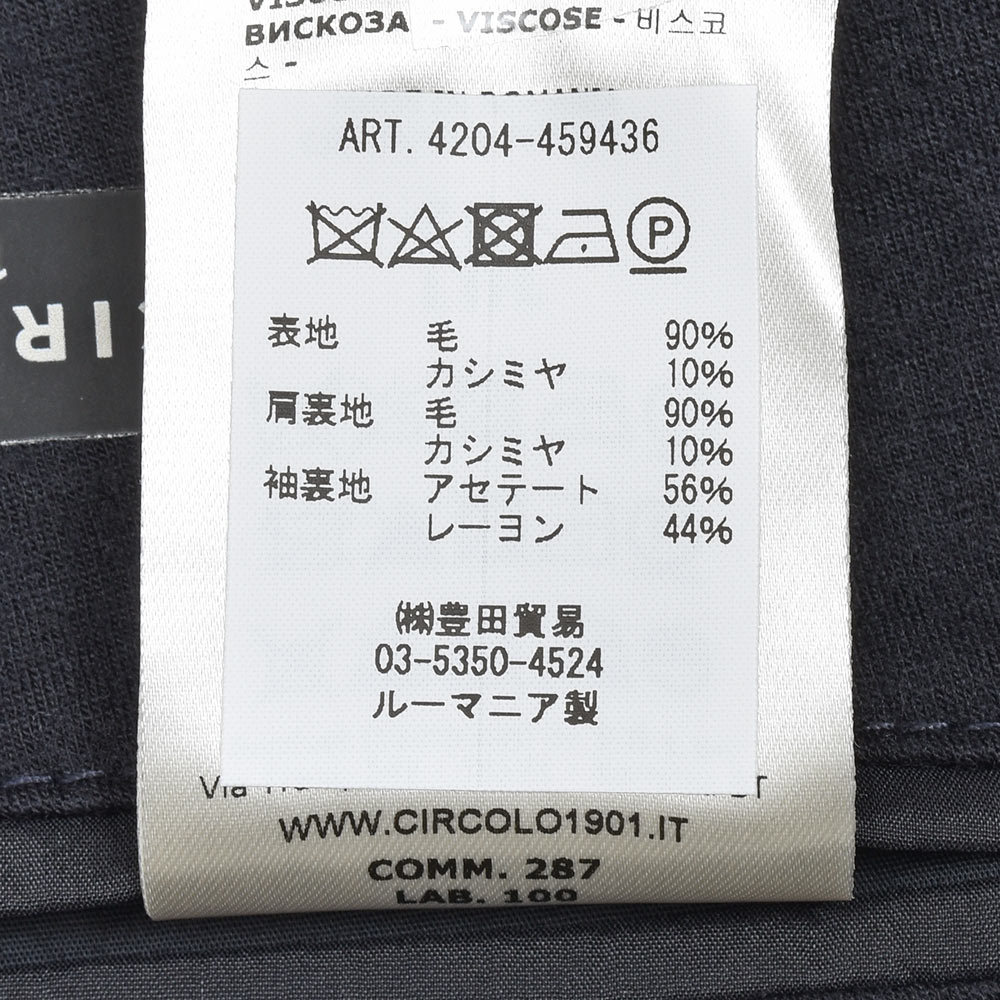 ВИСКОЗА - VISCOSE - 비스코
스 -
ART. 4204-459436
P
表地 毛 90%
カシミヤ 10%
肩裏地 毛 90%
カシミヤ 10%
袖裏地 アセテート 56%
レーヨン 44%
㈱豊田貿易
03-5350-4524
ルーマニア製
Via
WWW.CIRCOLO1901.IT
COMM. 287
LAB. 100
CIR